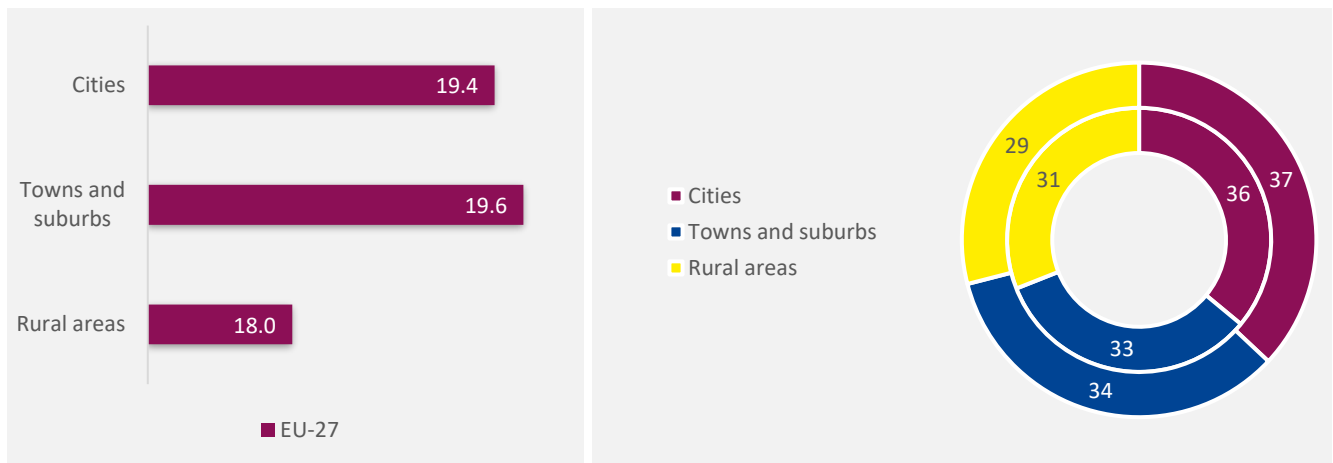 Cities
19.4
Towns and
suburbs
19.6
Rural areas
18.0
EU-27
Cities
Towns and suburbs
Rural areas
29
31
36
37
33
34